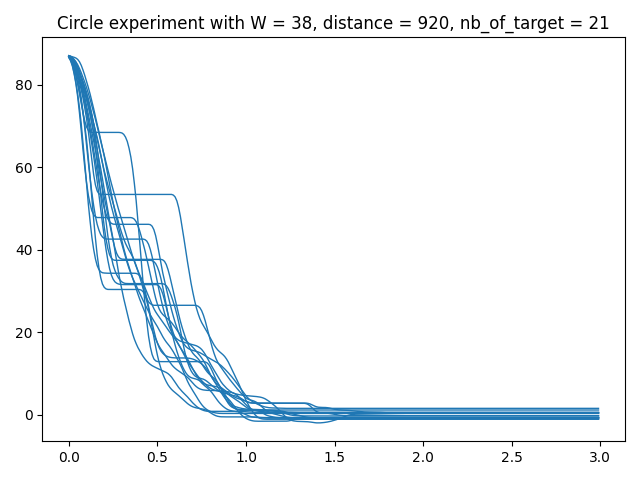 Circle experiment with W = 38, distance = 920, nb_of_target = 21
80
60
40
20
0
0.0 0.5 1.0 1.5 2.0 2.5 3.0